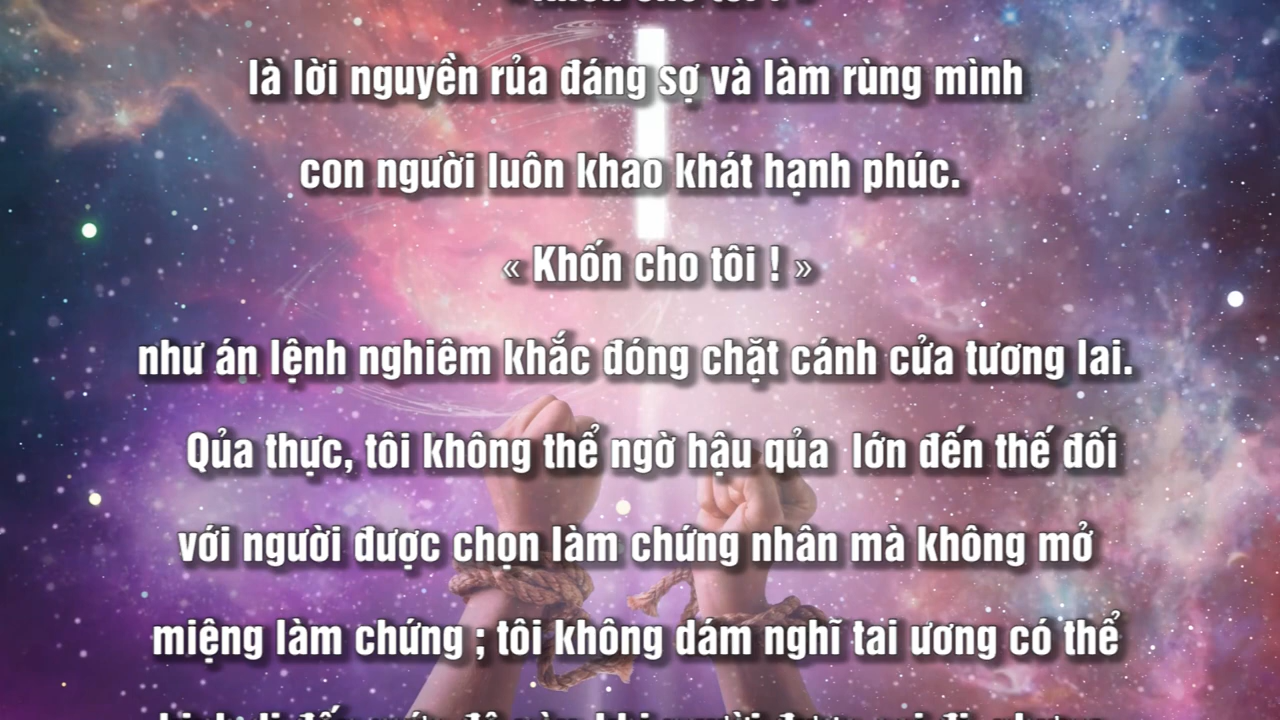 là lời nguyền rủa đáng sợ và làm rùng mình
con người luôn khao khát hạnh phúc.
« Khốn cho tôi ! »
như án lệnh nghiêm khắc đóng chặt cánh cửa tương lai.
Qủa thực, tôi không thể ngờ hậu qủa lớn đến thế đối
với người được chọn làm chứng nhân mà không mở
miệng làm chứng ; tôi không dám nghĩ tai ương có thể